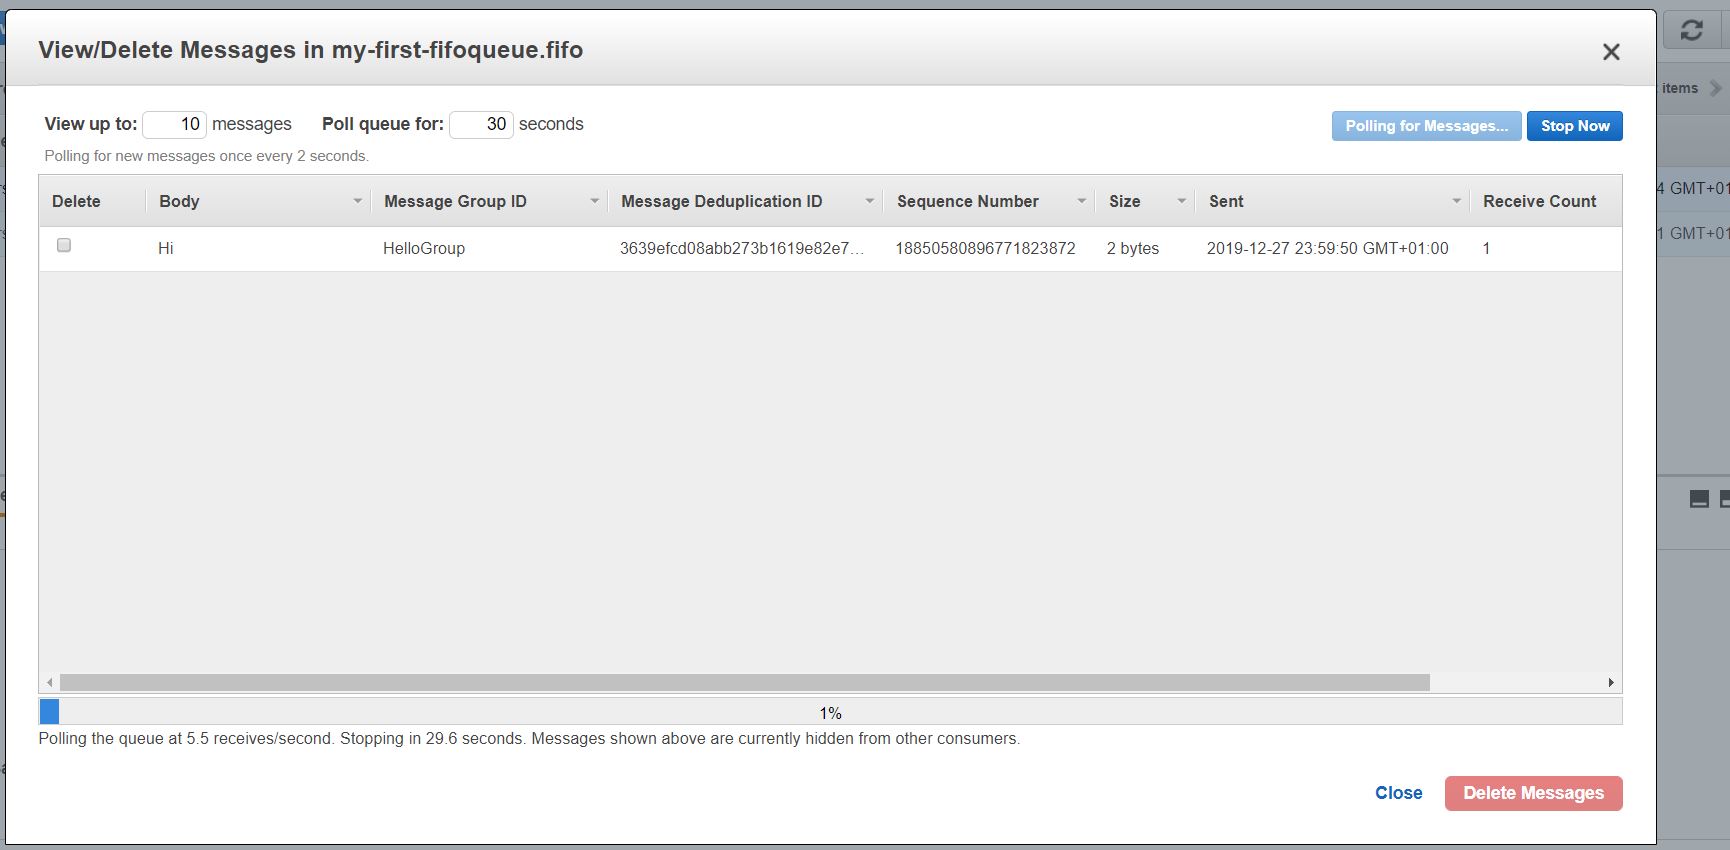 View/Delete Messages in my-first-fifoqueue.fifo
items
View up to: 10 messages Poll queue for: 30 seconds Polling for Messages... Stop Now
Polling for new messages once every 2 seconds.
Delete Body Message Group ID Message Deduplication ID Sequence Number Size Sent Receive Count
4 GMT+01
Hi HelloGroup 3639efcd08abb273b1619e82e7... 18850580896771823872 2 bytes 2019-12-27 23:59:50 GMT+01:00 1
1 GMT+01
1%
Polling the queue at 5.5 receives/second. Stopping in 29.6 seconds. Messages shown above are currently hidden from other consumers.
Close Delete Messages